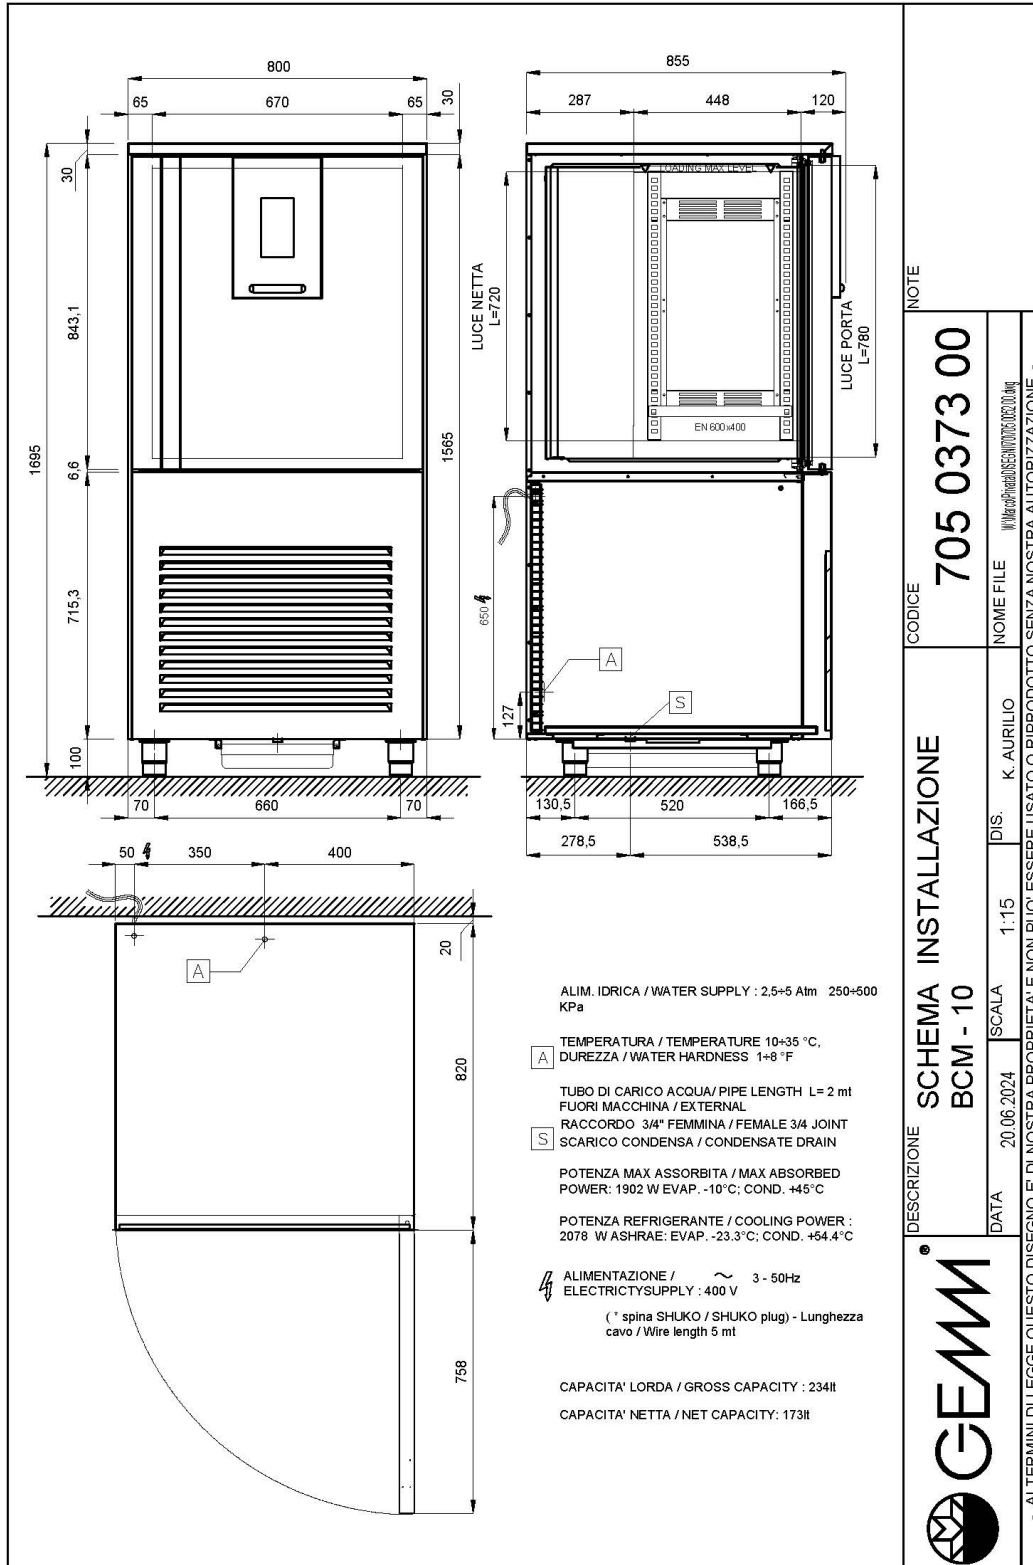 800
65
670
65
30
30
843,1
6,6
1695
1565
715,3
100
70
660
70
855
287
448
120
LOADING MAX LEVEL
LUCE NETTA
L=720
LUCE PORTA
L=780
EN 600x400
650
A
S
127
130,5
520
166,5
278,5
538,5
50
350
400
A
20
820
758
ALIM. IDRICA / WATER SUPPLY : 2,5÷5 Atm 250÷500
KPa
A
TEMPERATURA / TEMPERATURE 10÷35 °C,
DUREZZA / WATER HARDNESS 1÷8 °F
TUBO DI CARICO ACQUA/ PIPE LENGTH L= 2 mt
FUORI MACCHINA / EXTERNAL
RACCORDO 3/4" FEMMINA / FEMALE 3/4 JOINT
S
SCARICO CONDENSA / CONDENSATE DRAIN
POTENZA MAX ASSORBITA / MAX ABSORBED
POWER: 1902 W EVAP. -10°C; COND. +45°C
POTENZA REFRIGERANTE / COOLING POWER :
2078 W ASHRAE: EVAP. -23.3°C; COND. +54.4°C
ALIMENTAZIONE / ~ 3 - 50Hz
ELECTRICTYSUPPLY : 400 V
( * spina SHUKO / SHUKO plug) - Lunghezza
cavo / Wire length 5 mt
CAPACITA' LORDA / GROSS CAPACITY : 234lt
CAPACITA' NETTA / NET CAPACITY: 173lt
NOTE
CODICE
705 0373 00
NOME FILE
DESCRIZIONE
SCHEMA INSTALLAZIONE
BCM - 10
DATA
20.06.2024
SCALA
1:15
DIS.
K. AURILIO
GEMM®
AI TERMINI DI LEGGE QUESTO DISEGNO E' DI NOSTRA PROPRIETA' E NON PUO' ESSERE USATO O RIPRODOTTO SENZA NOSTRA AUTORIZZAZIONE